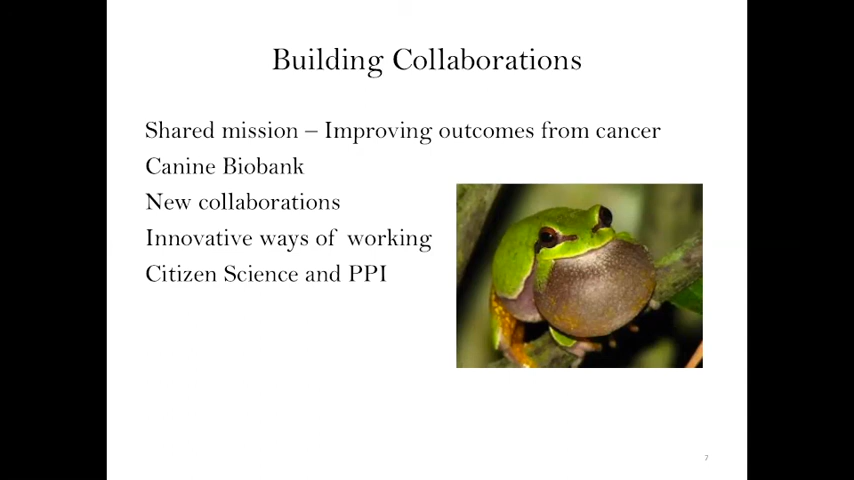 Building Collaborations
Shared mission – Improving outcomes from cancer
Canine Biobank
New collaborations
Innovative ways of working
Citizen Science and PPI
7